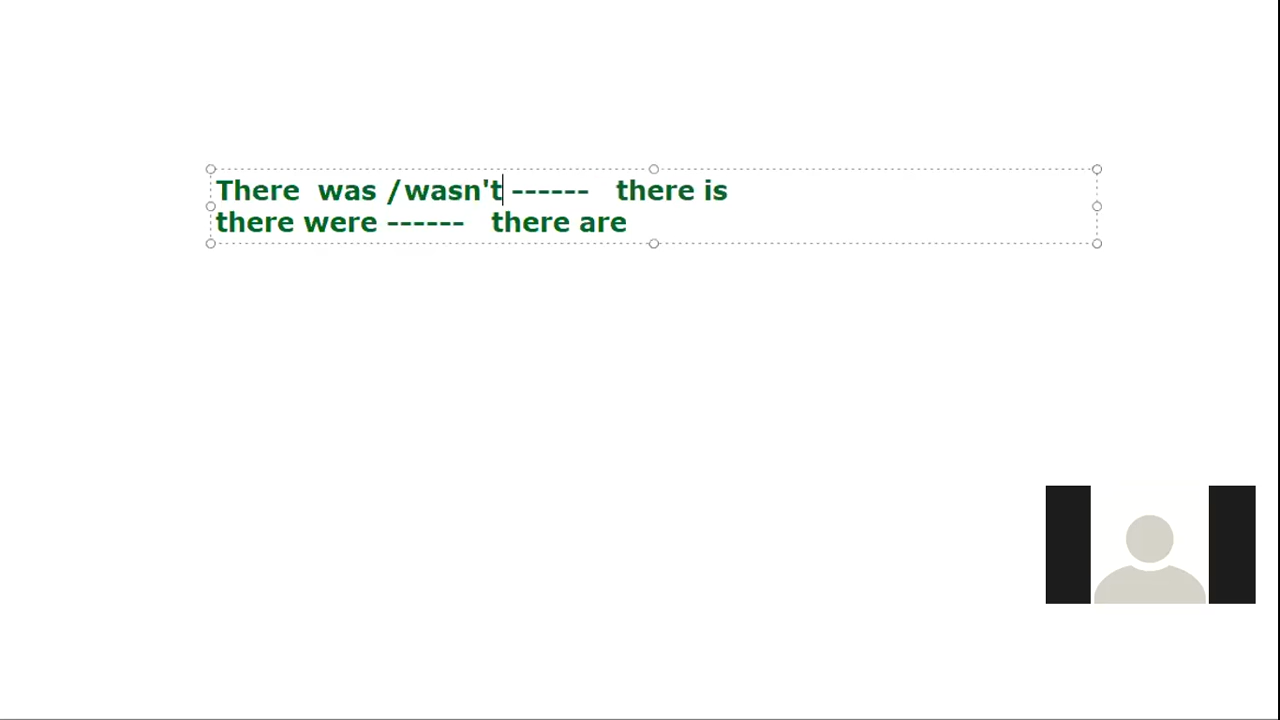 There  was /wasn't ------   there is
there were ------   there are